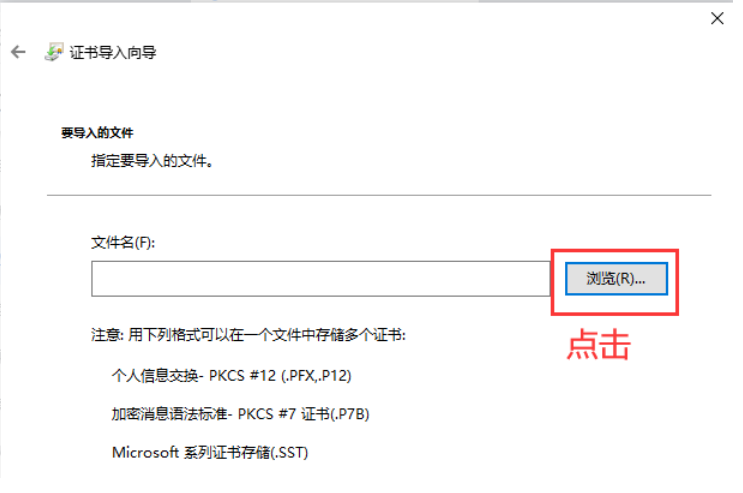 证书导入向导
要导入的文件
指定要导入的文件。
文件名(F):
浏览(R)...
点击
注意: 用下列格式可以在一个文件中存储多个证书:
个人信息交换- PKCS #12 (.PFX,.P12)
加密消息语法标准- PKCS #7 证书(.P7B)
Microsoft 系列证书存储(.SST)